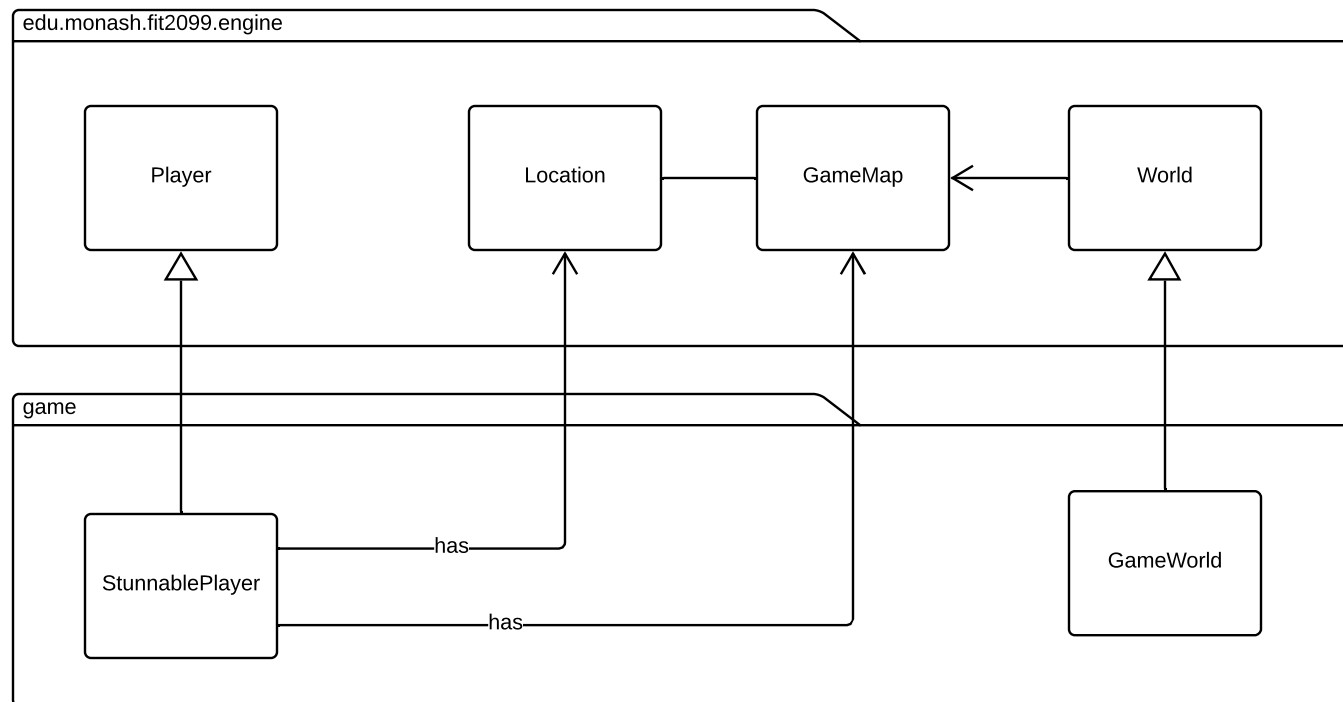 edu.monash.fit2099.engine
Player
Location
GameMap
World
game
has
StunnablePlayer
GameWorld
has